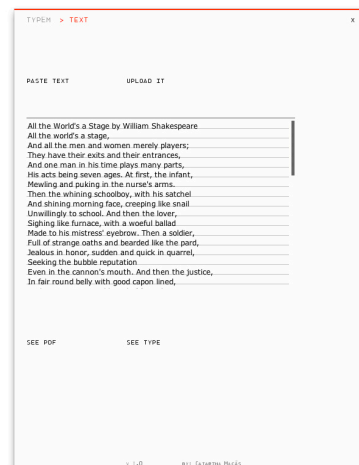 TYPEM > TEXT x
PASTE TEXT UPLOAD IT
All the World's a Stage by William Shakespeare
All the world's a stage,
And all the men and women merely players;
They have their exits and their entrances,
And one man in his time plays many parts,
His acts being seven ages. At first, the infant,
Mewling and puking in the nurse's arms.
Then the whining schoolboy, with his satchel
And shining morning face, creeping like snail
Unwillingly to school. And then the lover,
Sighing like furnace, with a woeful ballad
Made to his mistress' eyebrow. Then a soldier,
Full of strange oaths and bearded like the pard,
Jealous in honor, sudden and quick in quarrel,
Seeking the bubble reputation
Even in the cannon's mouth. And then the justice,
In fair round belly with good capon lined,
SEE PDF SEE TYPE
v 1.0 by: Catarina Maçãs